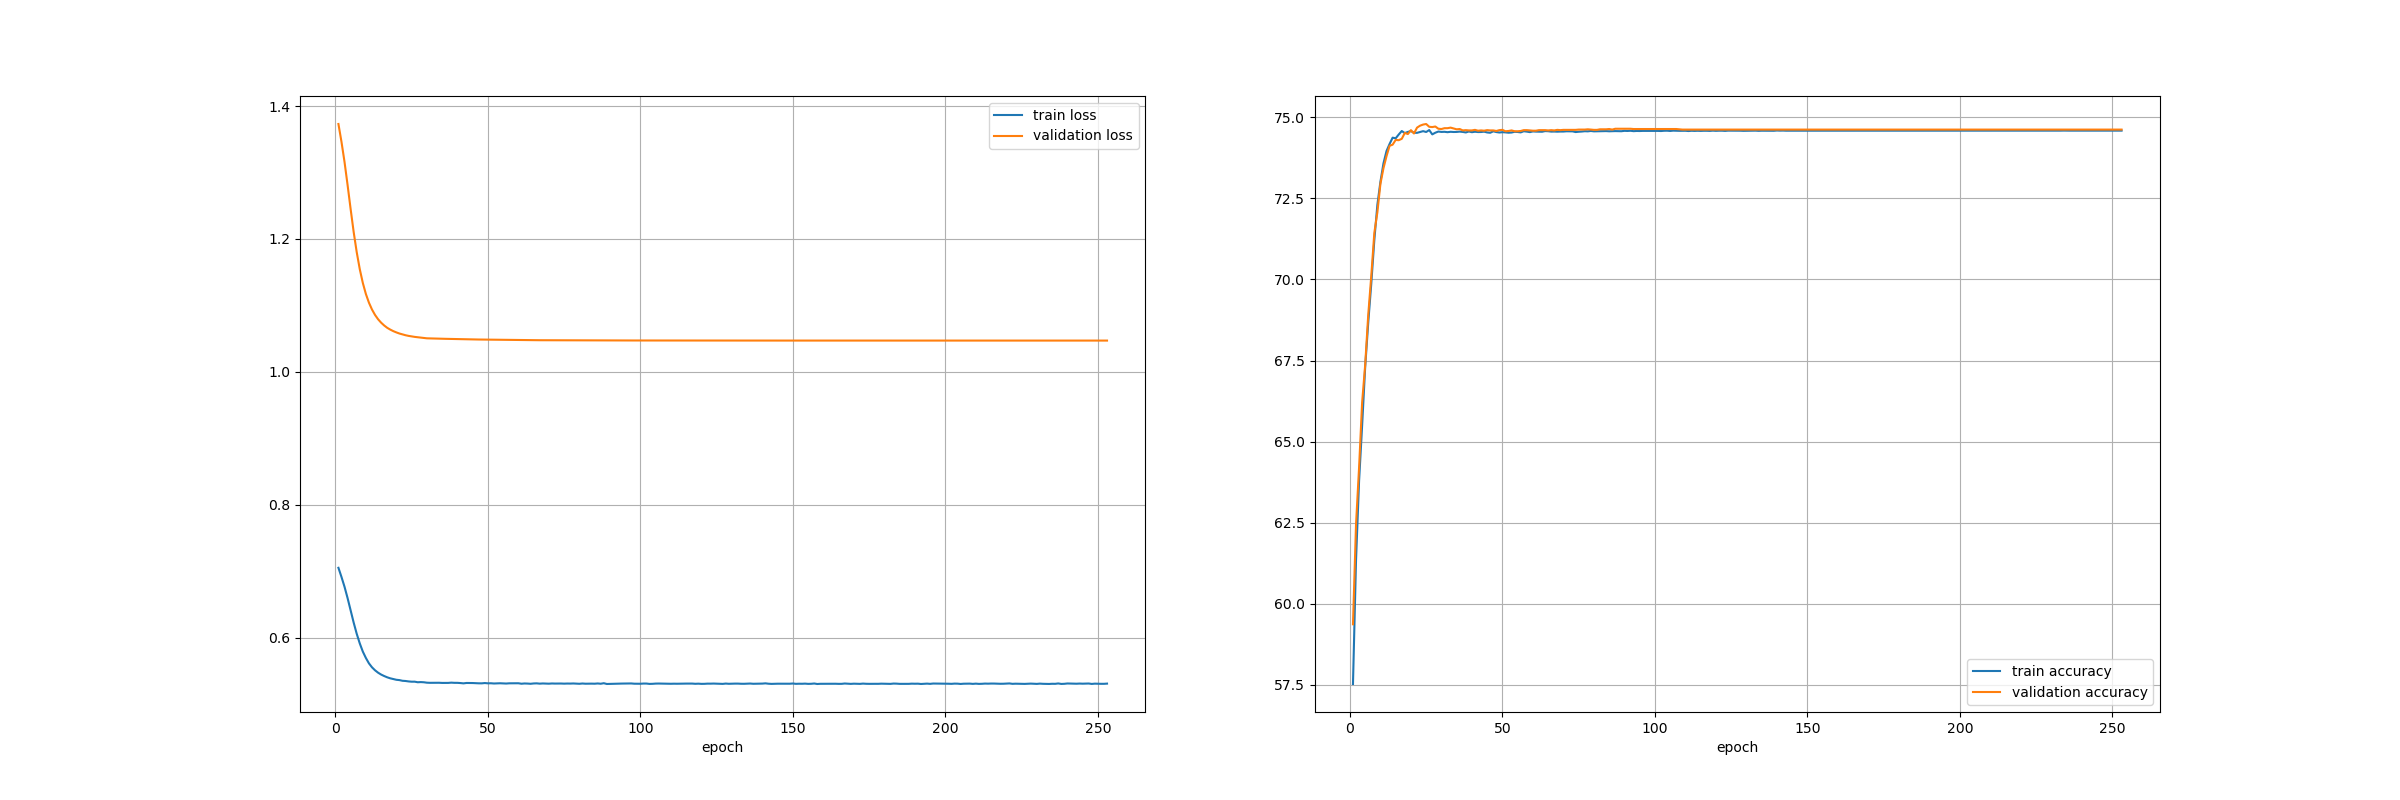 1.4
1.2
1.0
0.8
0.6
0 50 100 150 200 250
epoch
train loss
validation loss
75.0
72.5
70.0
67.5
65.0
62.5
60.0
57.5
0 50 100 150 200 250
epoch
train accuracy
validation accuracy